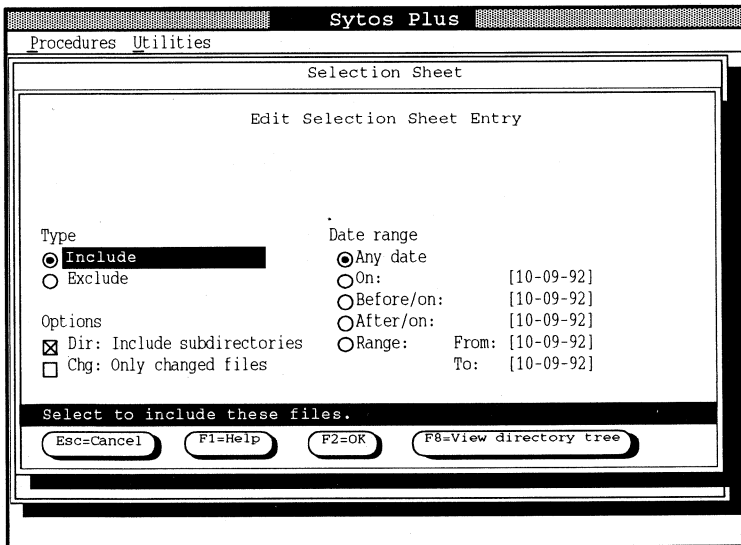 Sytos Plus
Procedures Utilities
Selection Sheet
Edit Selection Sheet Entry
Type Date range
Include Any date
Exclude On: [10-09-92]
Before/on: [10-09-92]
Options After/on: [10-09-92]
Dir: Include subdirectories Range: From: [10-09-92]
Chg: Only changed files To: [10-09-92]
Select to include these files.
Esc=Cancel F1=Help F2=OK F8=View directory tree